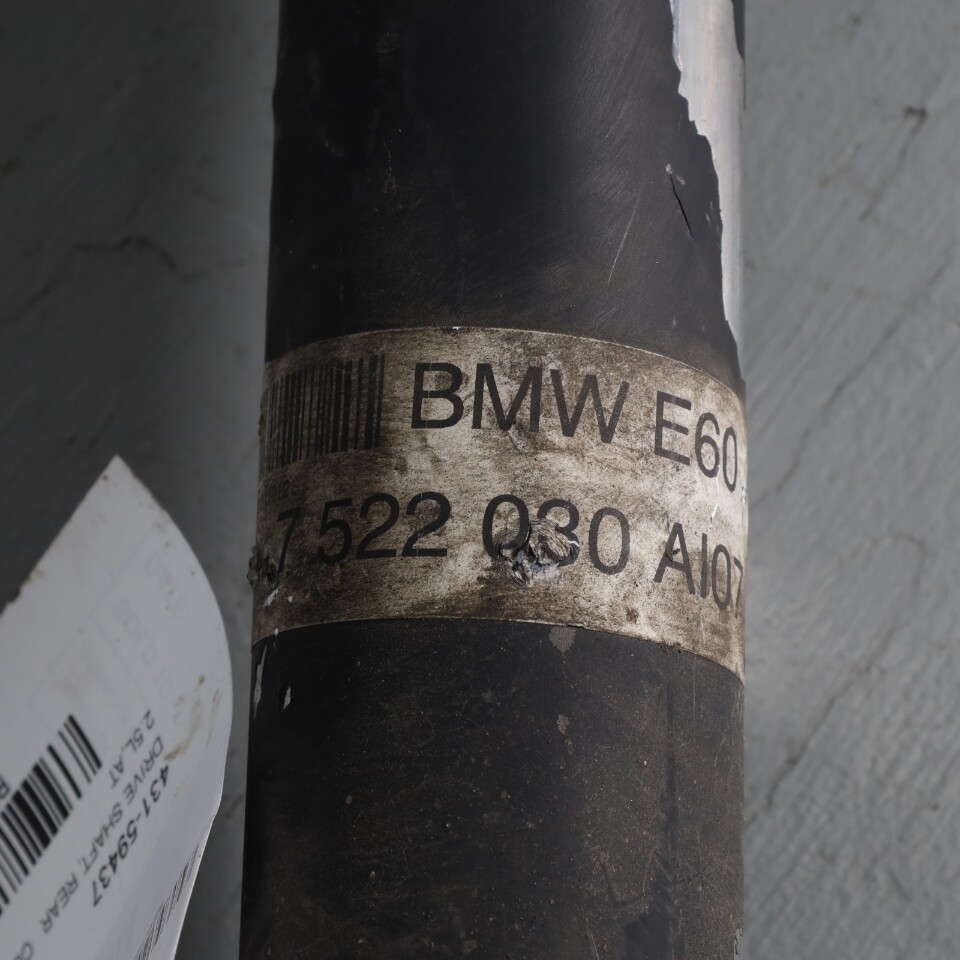 BMW E60
7 522 030 AI07
431-59437
DRIVE SHAFT, REAR
2.5L, AT